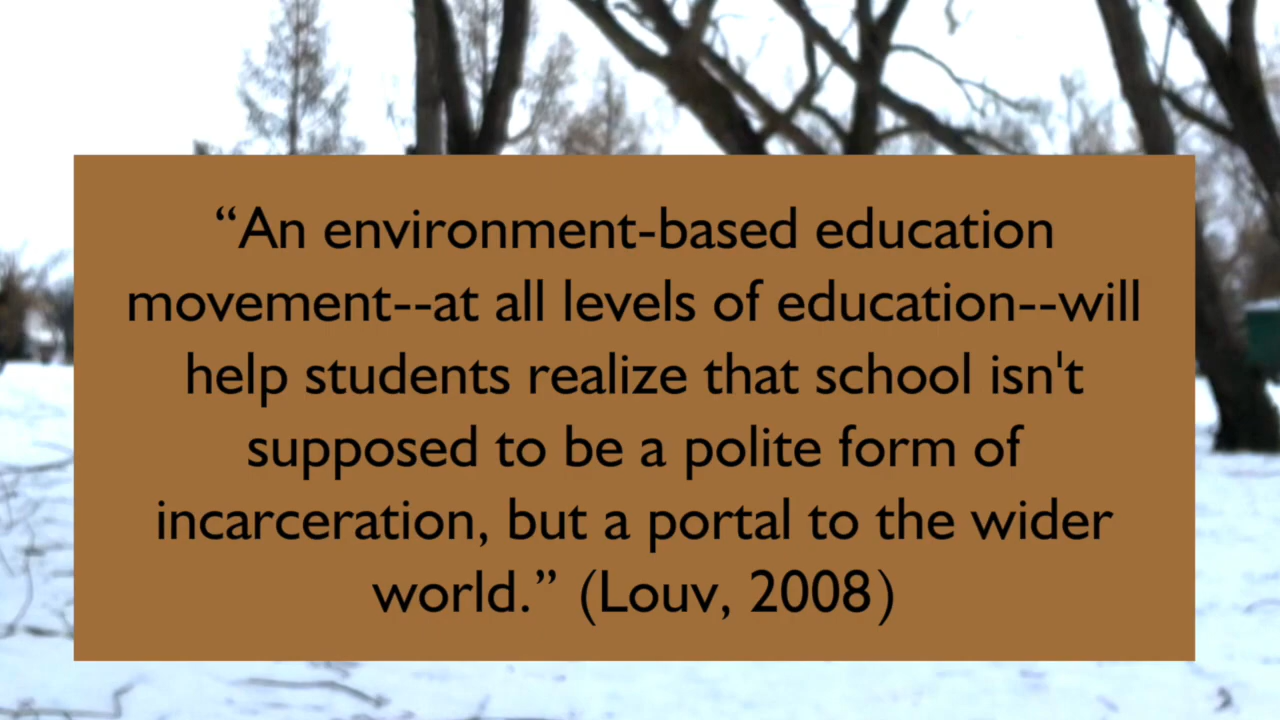 “An environment-based education
movement--at all levels of education--will
help students realize that school isn't
supposed to be a polite form of
incarceration, but a portal to the wider
world.” (Louv, 2008)